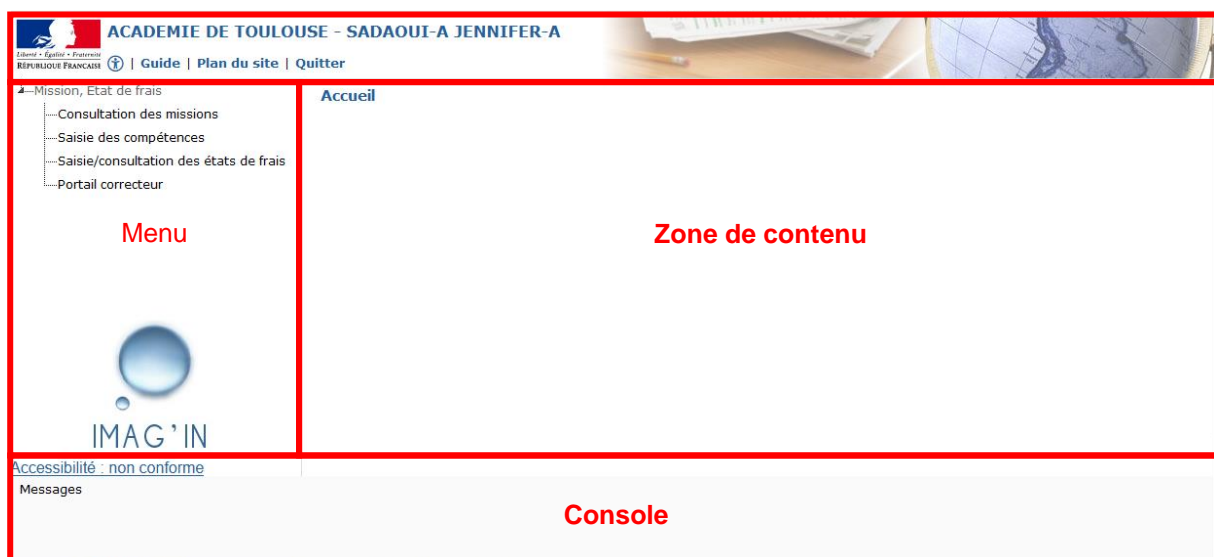 ACADEMIE DE TOULOUSE - SADAOUI-A JENNIFER-A
Liberté • Égalité • Fraternité
RÉPUBLIQUE FRANÇAISE
| Guide | Plan du site | Quitter
Mission, Etat de frais
Consultation des missions
Saisie des compétences
Saisie/consultation des états de frais
Portail correcteur
Menu
IMAG'IN
Accueil
Zone de contenu
Accessibilité : non conforme
Messages
Console